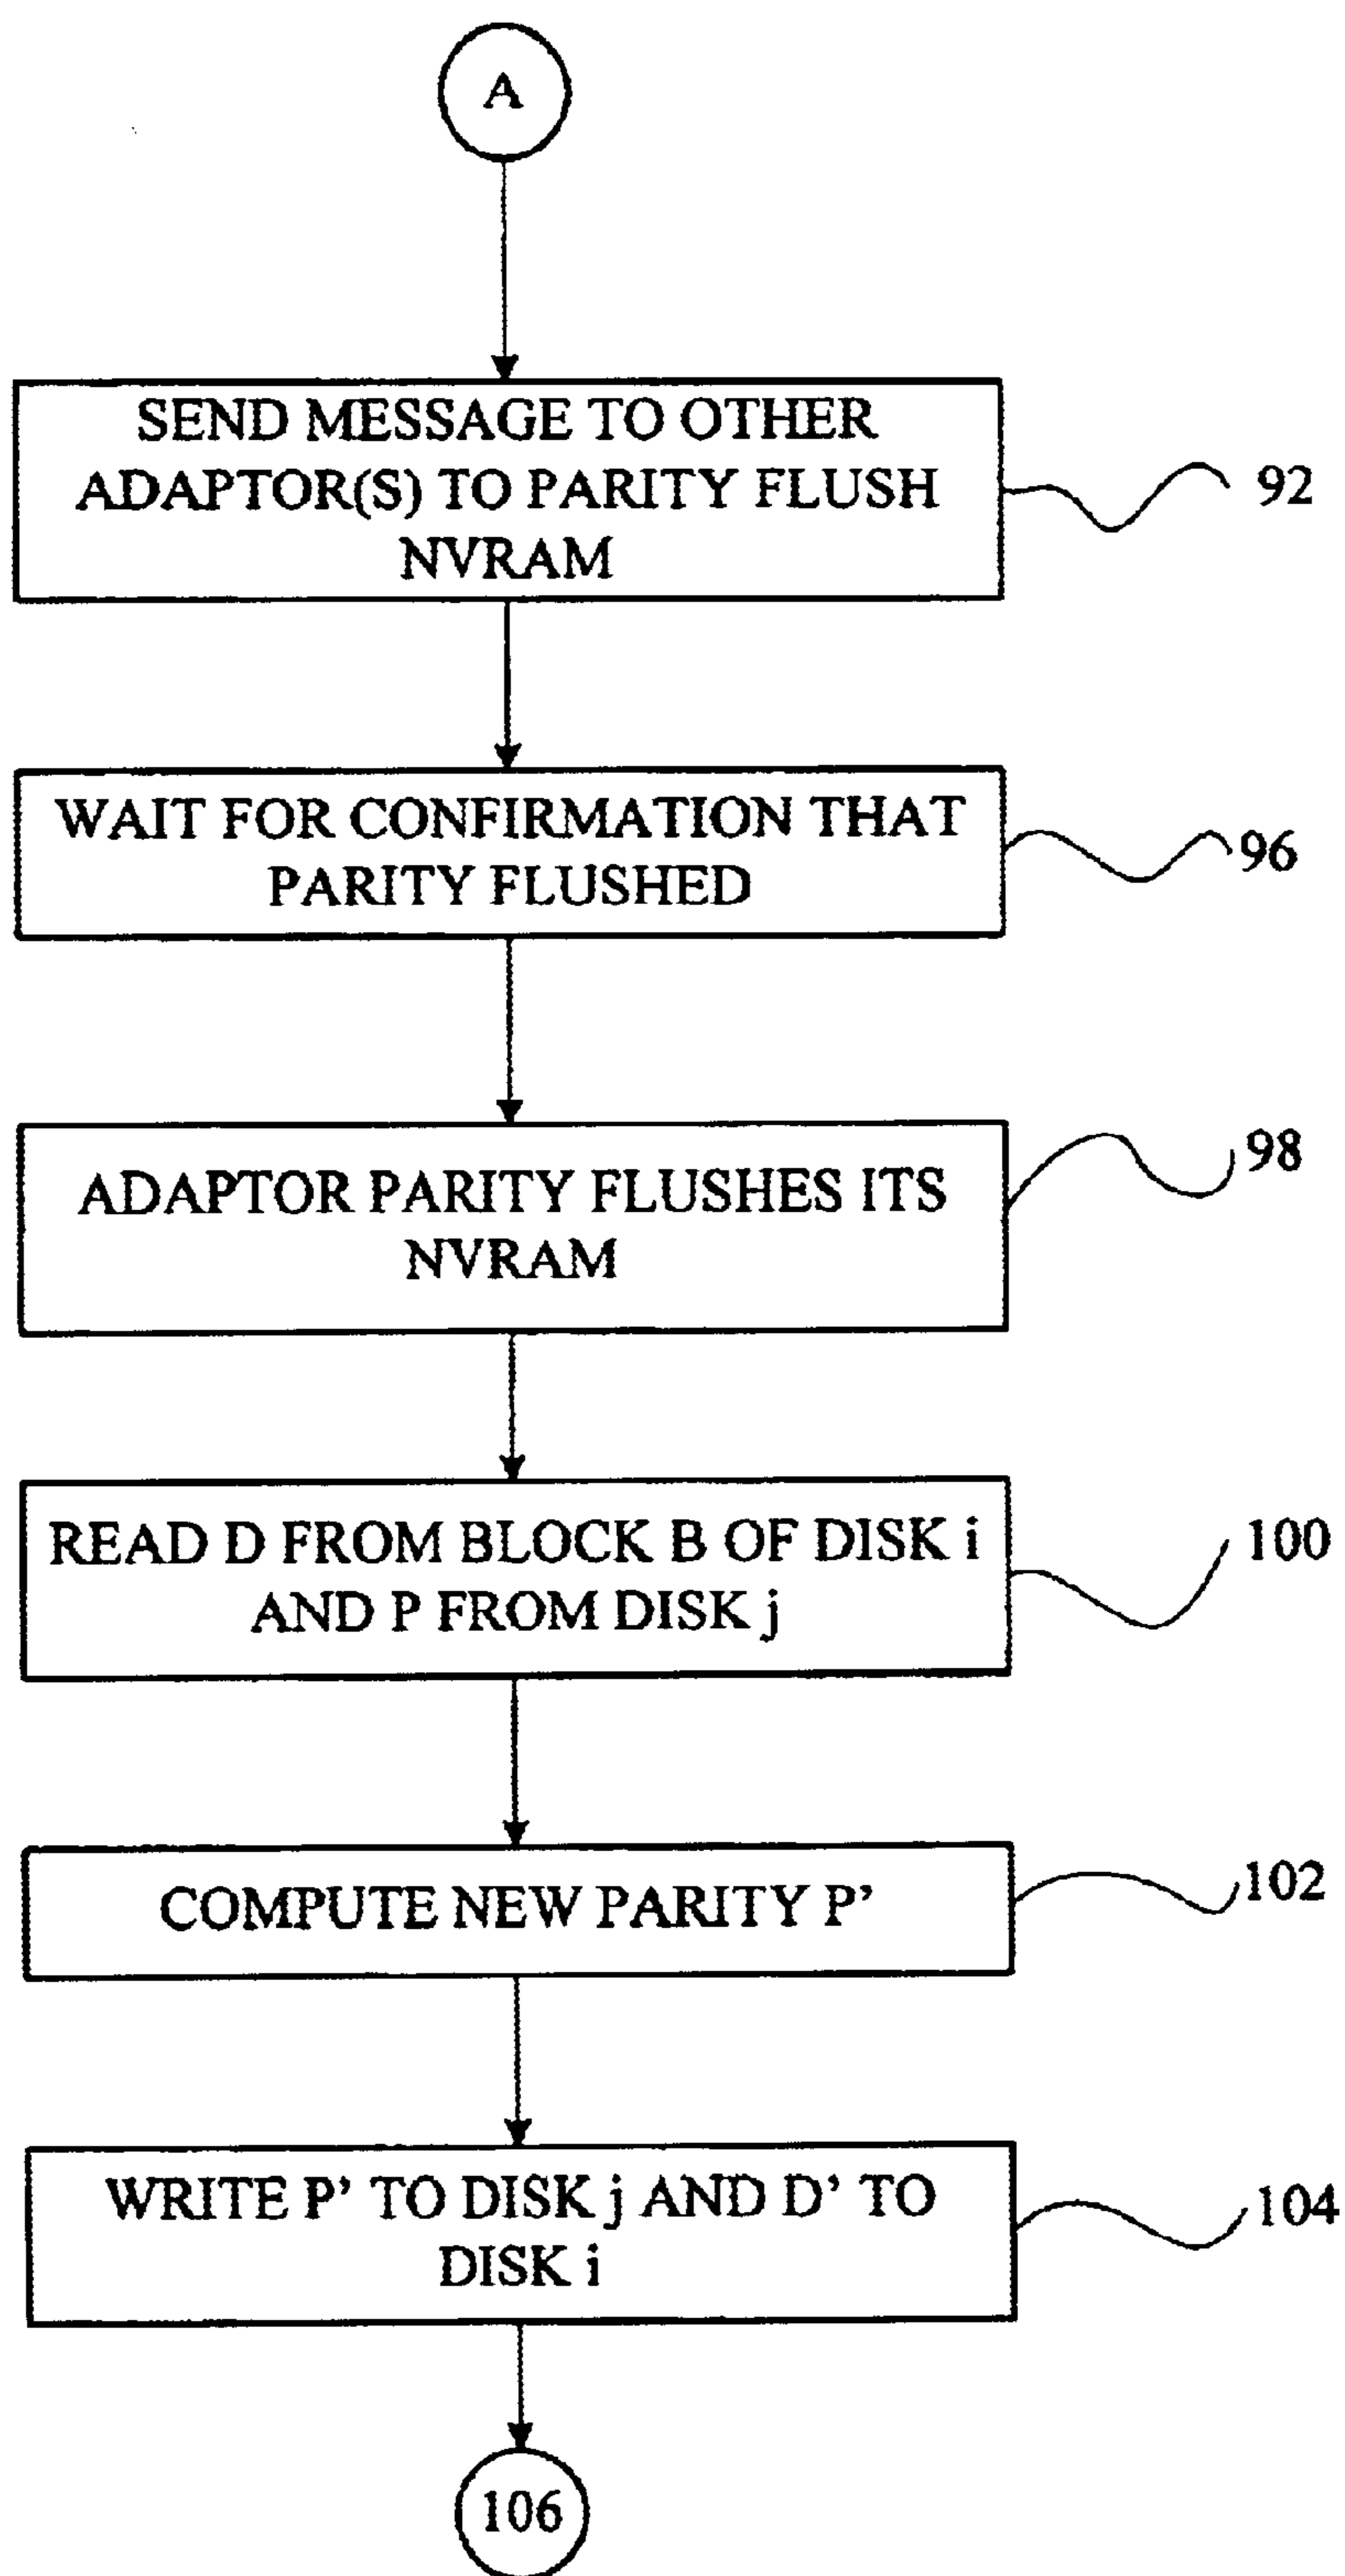 A
SEND MESSAGE TO OTHER
ADAPTOR(S) TO PARITY FLUSH
NVRAM
92
WAIT FOR CONFIRMATION THAT
PARITY FLUSHED
96
ADAPTOR PARITY FLUSHES ITS
NVRAM
98
READ D FROM BLOCK B OF DISK i
AND P FROM DISK j
100
COMPUTE NEW PARITY P’
102
WRITE P’ TO DISK j AND D’ TO
DISK i
104
106